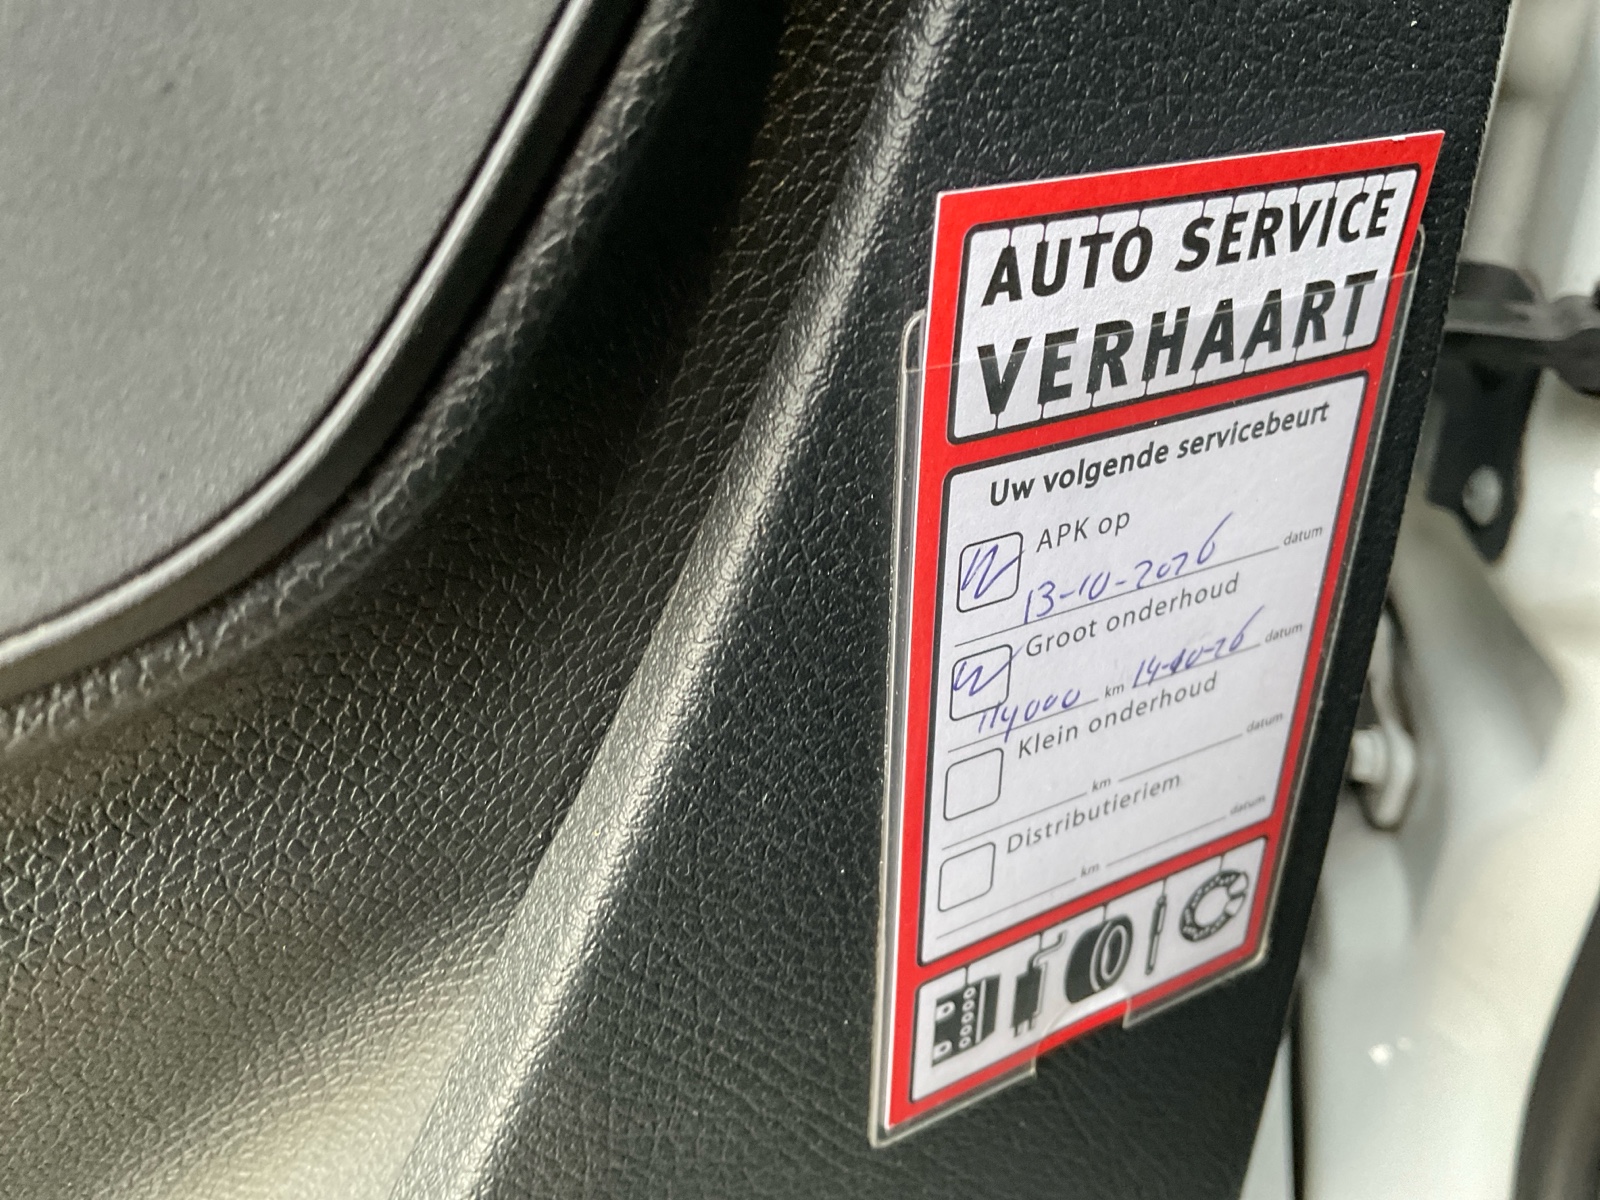 AUTO SERVICE
VERHAART
Uw volgende servicebeurt
APK op
13-10-2026 datum
Groot onderhoud
114000 km 14-10-26 datum
Klein onderhoud
km datum
Distributieriem
km datum